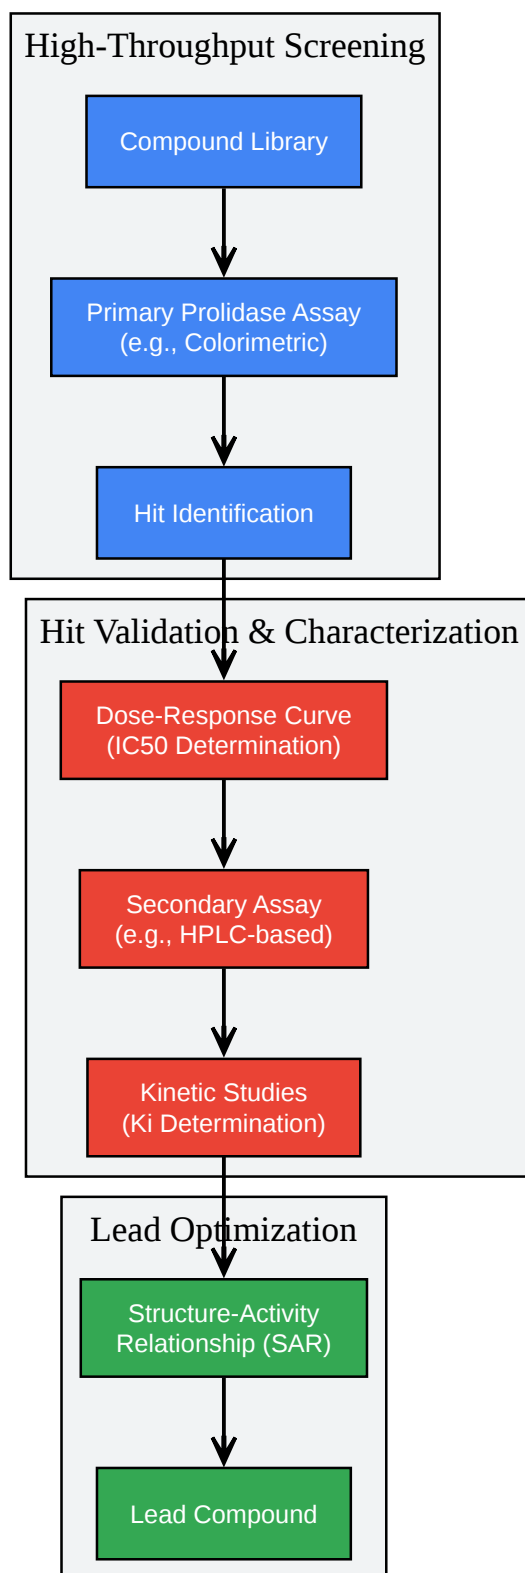 High-Throughput Screening
Compound Library
Primary Prolidase Assay
(e.g., Colorimetric)
Hit Identification
Hit Validation & Characterization
Dose-Response Curve
(IC50 Determination)
Secondary Assay
(e.g., HPLC-based)
Kinetic Studies
(Ki Determination)
Lead Optimization
Structure-Activity
Relationship (SAR)
Lead Compound